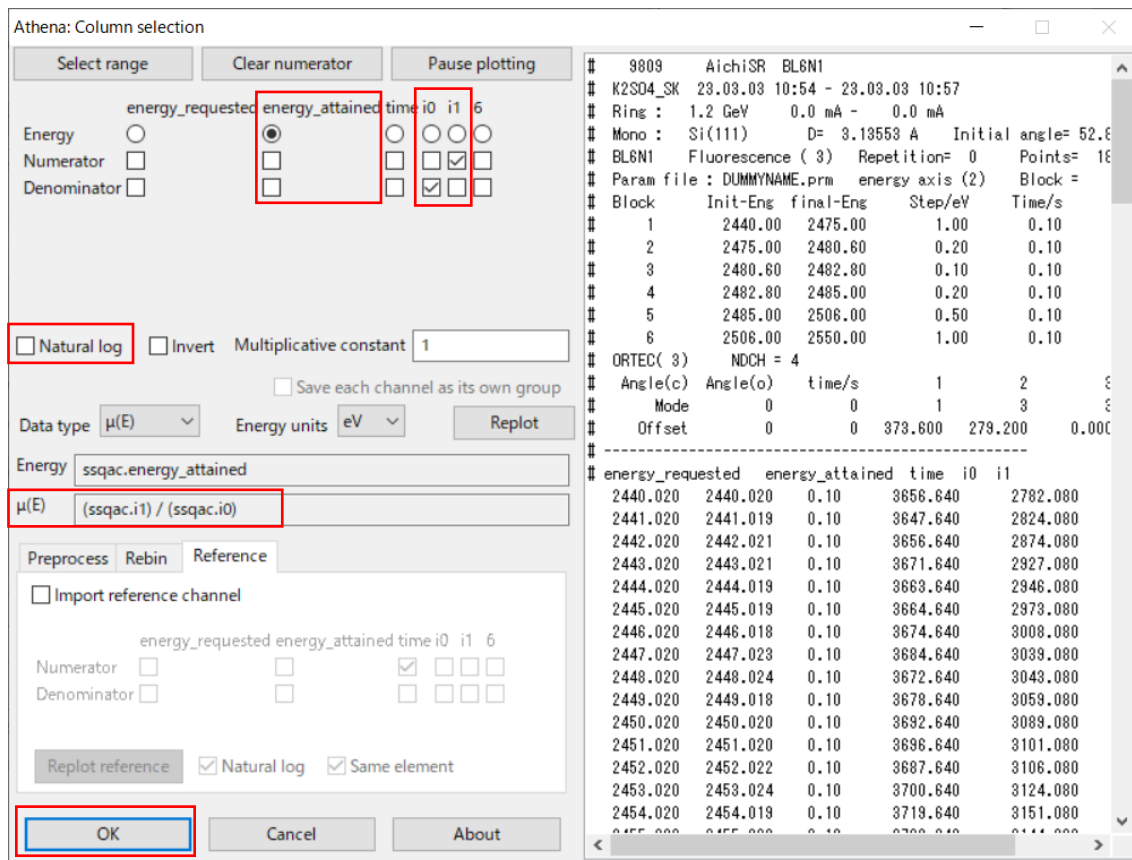 Athena: Column selection
Select range Clear numerator Pause plotting
energy_requested energy_attained time i0 i1 6
Energy
Numerator
Denominator
Natural log Invert Multiplicative constant 1
Save each channel as its own group
Data type μ(E) Energy units eV Replot
Energy ssqac.energy_attained
μ(E) (ssqac.i1) / (ssqac.i0)
Preprocess Rebin Reference
Import reference channel
energy_requested energy_attained time i0 i1 6
Numerator
Denominator
Replot reference Natural log Same element
OK Cancel About
# 9809 AichiSR BL6N1
# K2SO4_SK 23.03.03 10:54 - 23.03.03 10:57
# Ring : 1.2 GeV 0.0 mA - 0.0 mA
# Mono : Si(111) D= 3.13553 A Initial angle= 52.8
# BL6N1 Fluorescence ( 3) Repetition= 0 Points= 18
# Param file : DUMMYNAME.prm energy axis (2) Block =
# Block Init-Eng final-Eng Step/eV Time/s
# 1 2440.00 2475.00 1.00 0.10
# 2 2475.00 2480.60 0.20 0.10
# 3 2480.60 2482.80 0.10 0.10
# 4 2482.80 2485.00 0.20 0.10
# 5 2485.00 2506.00 0.50 0.10
# 6 2506.00 2550.00 1.00 0.10
# ORTEC( 3) NDCH = 4
# Angle(c) Angle(o) time/s 1 2
# Mode 0 0 1 3
# Offset 0 0 373.600 279.200 0.000
# --------------------------------------------------
# energy_requested energy_attained time i0 i1
2440.020 2440.020 0.10 3656.640 2782.080
2441.020 2441.019 0.10 3647.640 2824.080
2442.020 2442.021 0.10 3656.640 2874.080
2443.020 2443.021 0.10 3671.640 2927.080
2444.020 2444.019 0.10 3663.640 2946.080
2445.020 2445.019 0.10 3664.640 2973.080
2446.020 2446.018 0.10 3674.640 3008.080
2447.020 2447.023 0.10 3684.640 3039.080
2448.020 2448.024 0.10 3672.640 3043.080
2449.020 2449.018 0.10 3678.640 3059.080
2450.020 2450.020 0.10 3692.640 3089.080
2451.020 2451.020 0.10 3696.640 3101.080
2452.020 2452.022 0.10 3687.640 3106.080
2453.020 2453.024 0.10 3700.640 3124.080
2454.020 2454.019 0.10 3719.640 3151.080